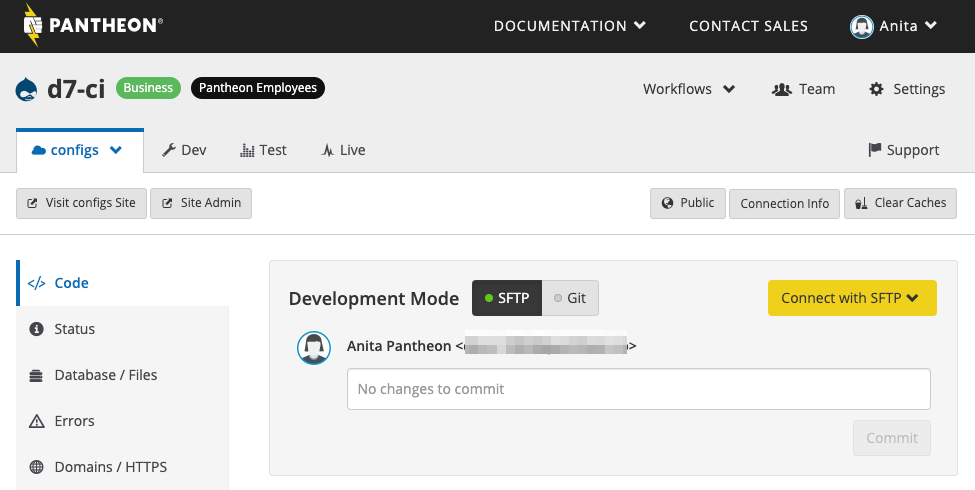 PANTHEON®
DOCUMENTATION
CONTACT SALES
Anita
d7-ci
Business
Pantheon Employees
Workflows
Team
Settings
configs
Dev
Test
Live
Support
Visit configs Site
Site Admin
Public
Connection Info
Clear Caches
</> Code
Status
Database / Files
Errors
Domains / HTTPS
Development Mode
SFTP
Git
Connect with SFTP
Anita Pantheon < >
No changes to commit
Commit